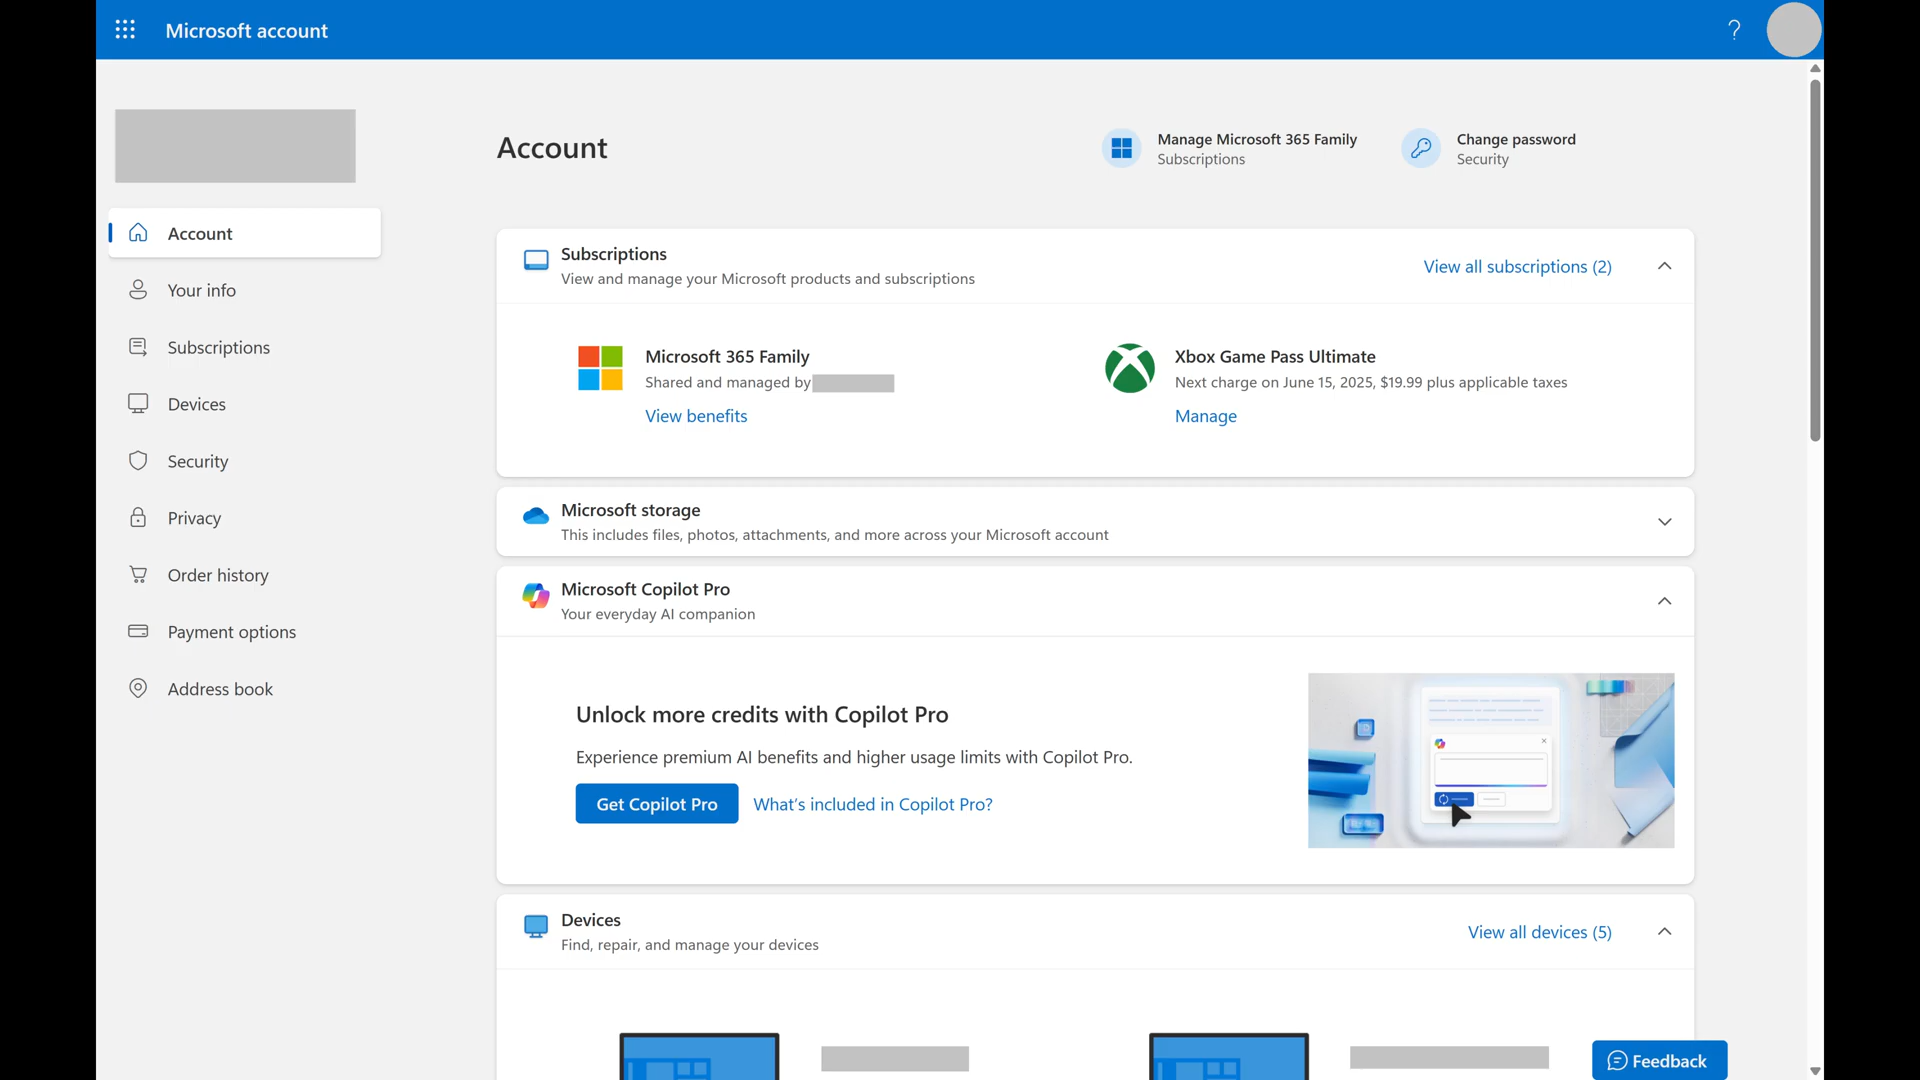 Microsoft account
?
Account
Your info
Subscriptions
Devices
Security
Privacy
Order history
Payment options
Address book
Account
Manage Microsoft 365 Family
Subscriptions
Change password
Security
Subscriptions
View and manage your Microsoft products and subscriptions
View all subscriptions (2)
Microsoft 365 Family
Shared and managed by
View benefits
Xbox Game Pass Ultimate
Next charge on June 15, 2025, $19.99 plus applicable taxes
Manage
Microsoft storage
This includes files, photos, attachments, and more across your Microsoft account
Microsoft Copilot Pro
Your everyday AI companion
Unlock more credits with Copilot Pro
Experience premium AI benefits and higher usage limits with Copilot Pro.
Get Copilot Pro
What's included in Copilot Pro?
Devices
Find, repair, and manage your devices
View all devices (5)
Feedback